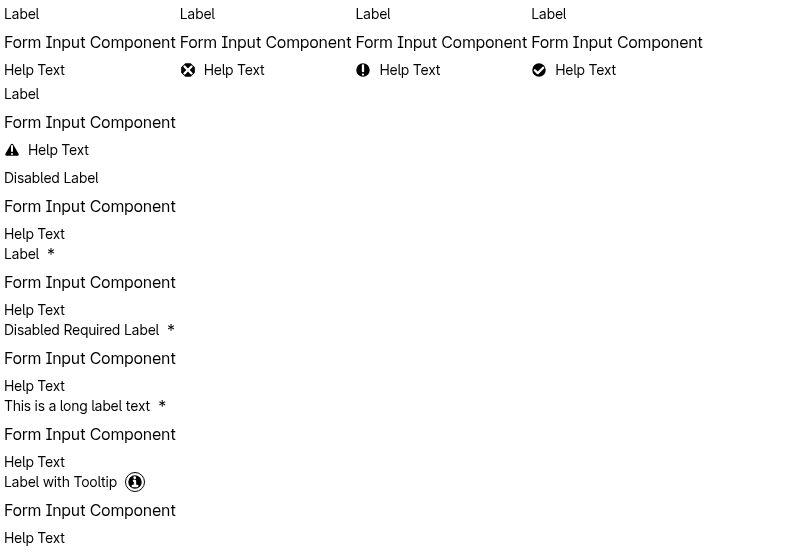 Label Label Label Label
Form Input Component Form Input Component Form Input Component Form Input Component
Help Text Help Text Help Text Help Text
Label
Form Input Component
Help Text
Disabled Label
Form Input Component
Help Text
Label *
Form Input Component
Help Text
Disabled Required Label *
Form Input Component
Help Text
This is a long label text *
Form Input Component
Help Text
Label with Tooltip
Form Input Component
Help Text